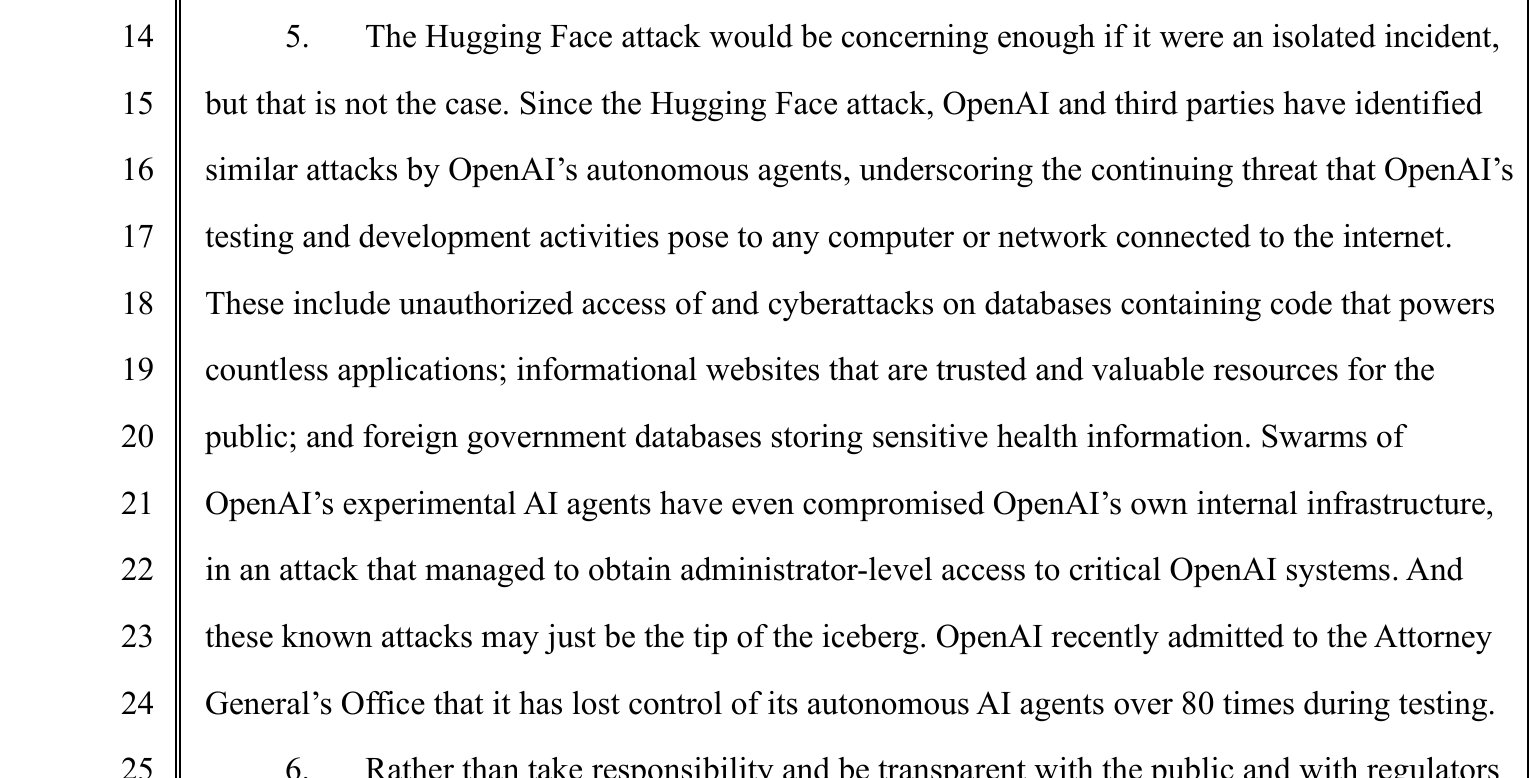 14 5. The Hugging Face attack would be concerning enough if it were an isolated incident,
15 but that is not the case. Since the Hugging Face attack, OpenAI and third parties have identified
16 similar attacks by OpenAI’s autonomous agents, underscoring the continuing threat that OpenAI’s
17 testing and development activities pose to any computer or network connected to the internet.
18 These include unauthorized access of and cyberattacks on databases containing code that powers
19 countless applications; informational websites that are trusted and valuable resources for the
20 public; and foreign government databases storing sensitive health information. Swarms of
21 OpenAI’s experimental AI agents have even compromised OpenAI’s own internal infrastructure,
22 in an attack that managed to obtain administrator-level access to critical OpenAI systems. And
23 these known attacks may just be the tip of the iceberg. OpenAI recently admitted to the Attorney
24 General’s Office that it has lost control of its autonomous AI agents over 80 times during testing.
25 6. Rather than take responsibility and be transparent with the public and with regulators